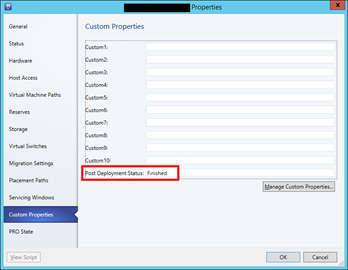 Properties
General
Status
Hardware
Host Access
Virtual Machine Paths
Reserves
Storage
Virtual Switches
Migration Settings
Placement Paths
Servicing Windows
Custom Properties
PRO State
Custom Properties
Custom1:
Custom2:
Custom3:
Custom4:
Custom5:
Custom6:
Custom7:
Custom8:
Custom9:
Custom10:
Post Deployment Status: Finished
Manage Custom Properties...
View Script
OK
Cancel